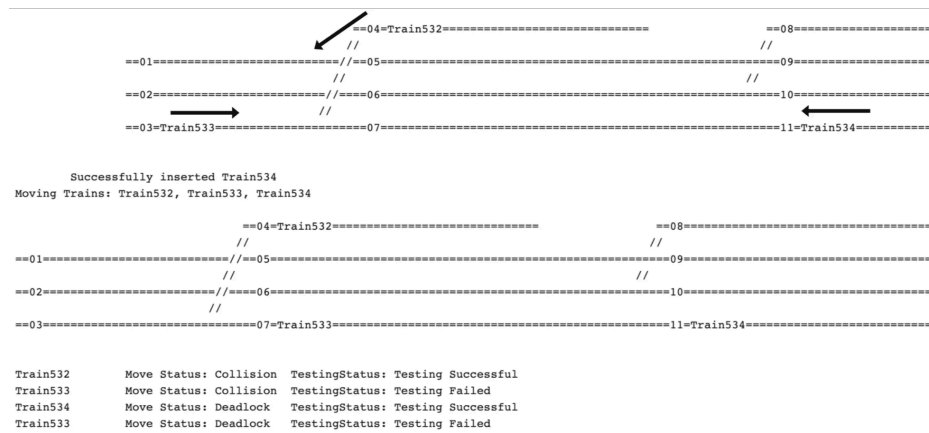 ==04=Train532====================================== ==08====================
// //
==01===========================//==05==========================================================09====================
// //
==02=========================//====06==========================================================10====================
//
==03=Train533======================07==========================================================11=Train534===========
Successfully inserted Train534
Moving Trains: Train532, Train533, Train534
==04=Train532============================== ==08====================================
// //
==01===========================//==05==========================================================09====================================
// //
==02=========================//====06==========================================================10====================================
//
==03===============================07=Train533=================================================11=Train534===========================
Train532 Move Status: Collision TestingStatus: Testing Successful
Train533 Move Status: Collision TestingStatus: Testing Failed
Train534 Move Status: Deadlock TestingStatus: Testing Successful
Train533 Move Status: Deadlock TestingStatus: Testing Failed